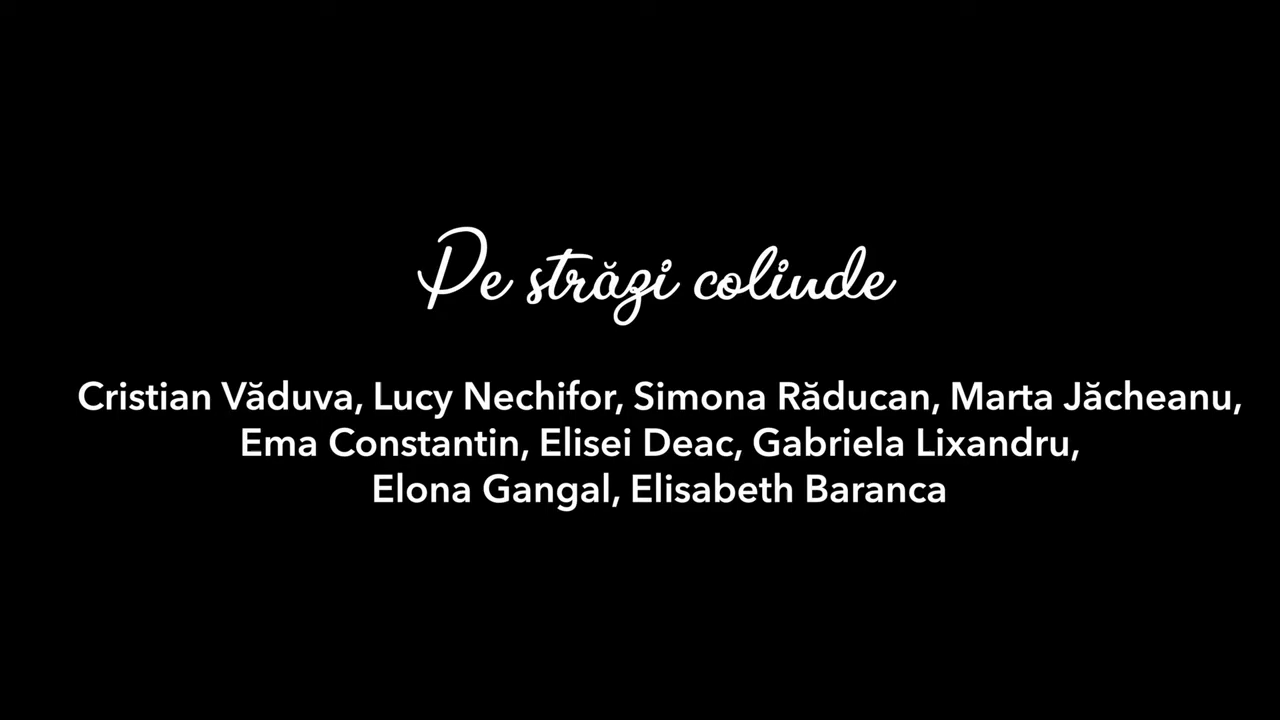 Pe străzi coliude
Cristian Văduva, Lucy Nechifor, Simona Răducan, Marta Jăcheanu,
Ema Constantin, Elisei Deac, Gabriela Lixandru,
Elona Gangal, Elisabeth Baranca